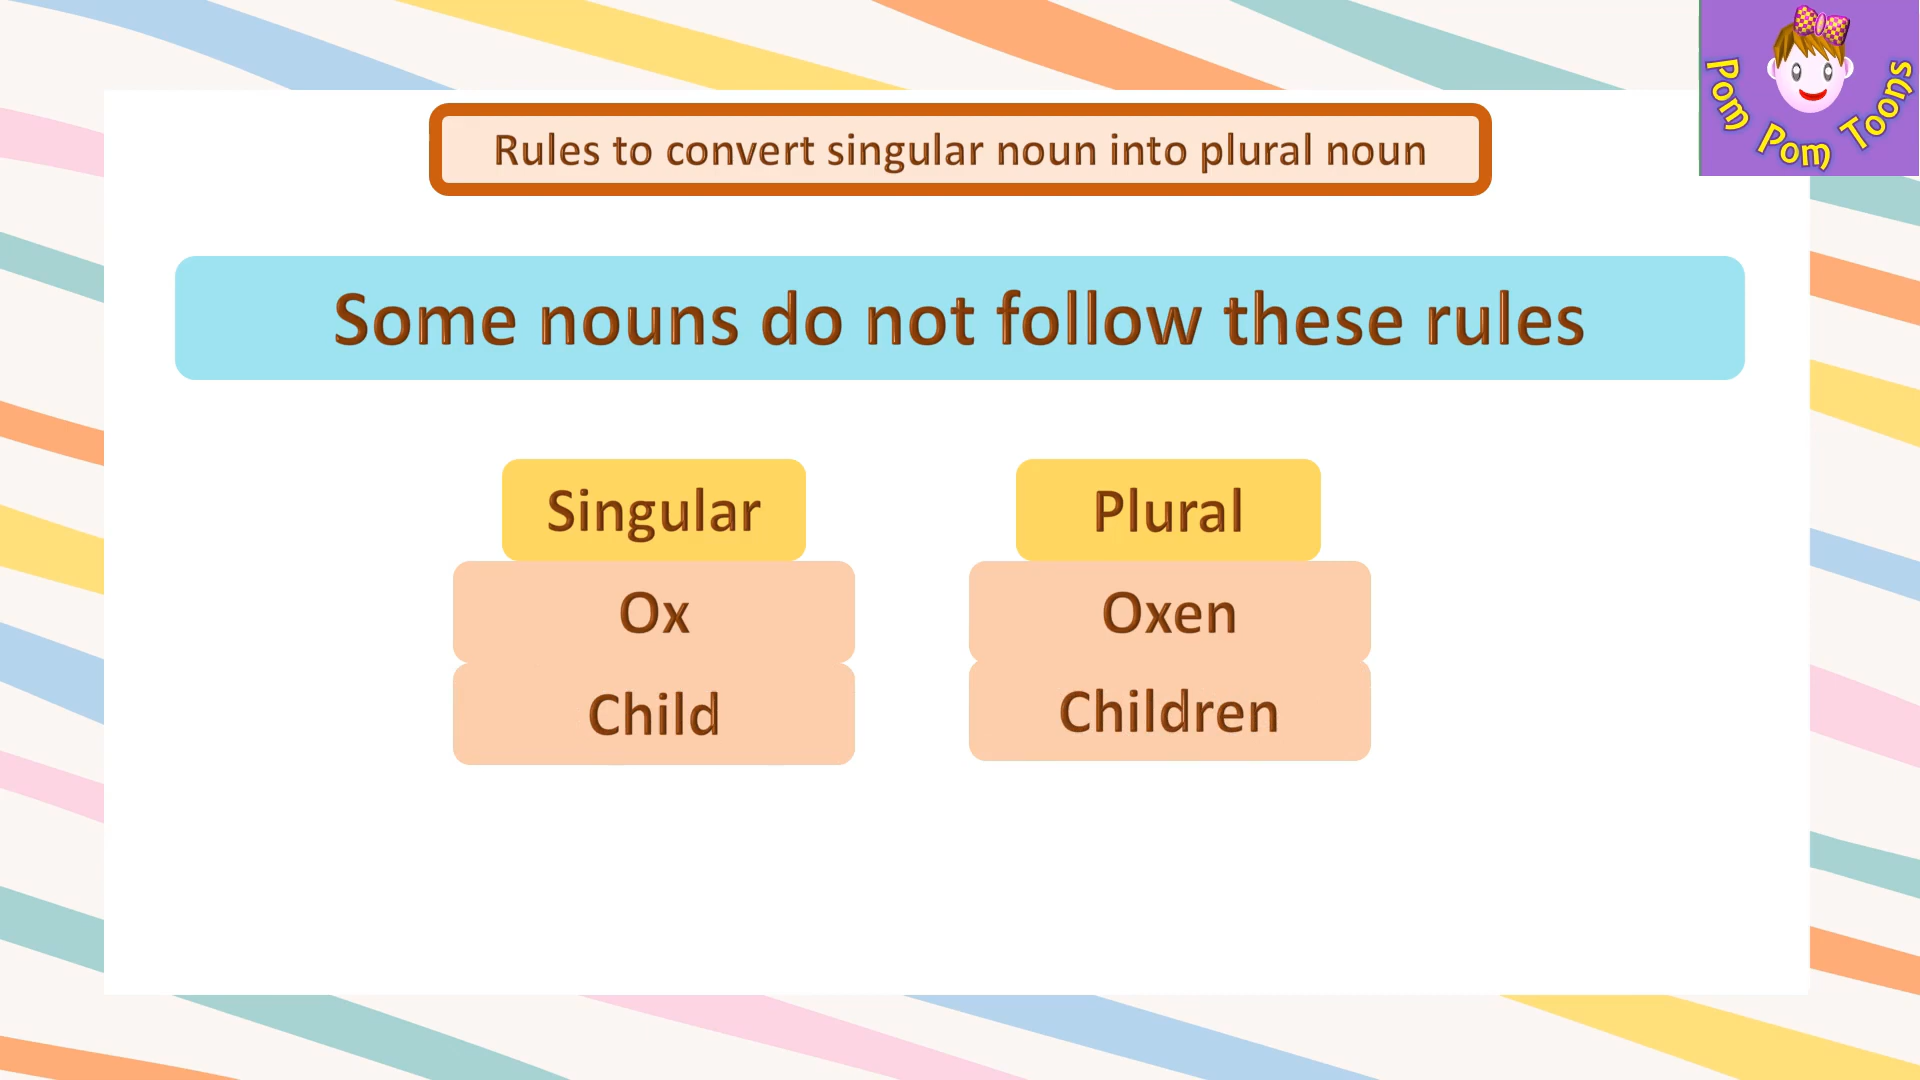 Rules to convert singular noun into plural noun
Pom Pom Toons
Some nouns do not follow these rules
Singular Plural
Ox Oxen
Child Children